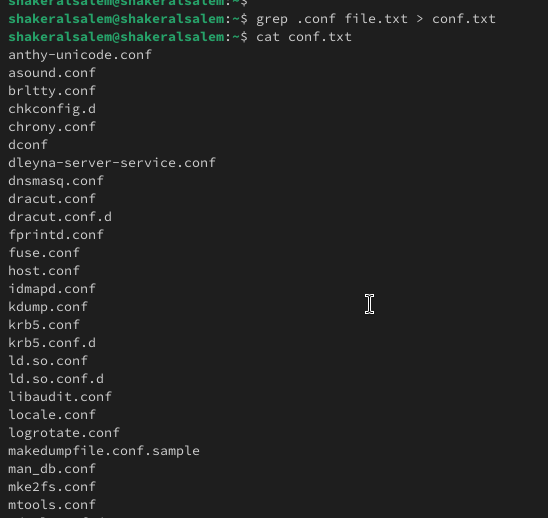 shakeralsalem@shakeralsalem:~$
shakeralsalem@shakeralsalem:~$ grep .conf file.txt > conf.txt
shakeralsalem@shakeralsalem:~$ cat conf.txt
anthy-unicode.conf
asound.conf
brltty.conf
chkconfig.d
chrony.conf
dconf
dleyna-server-service.conf
dnsmasq.conf
dracut.conf
dracut.conf.d
fprintd.conf
fuse.conf
host.conf
idmapd.conf
kdump.conf
krb5.conf
krb5.conf.d
ld.so.conf
ld.so.conf.d
libaudit.conf
locale.conf
logrotate.conf
makedumpfile.conf.sample
man_db.conf
mke2fs.conf
mtools.conf